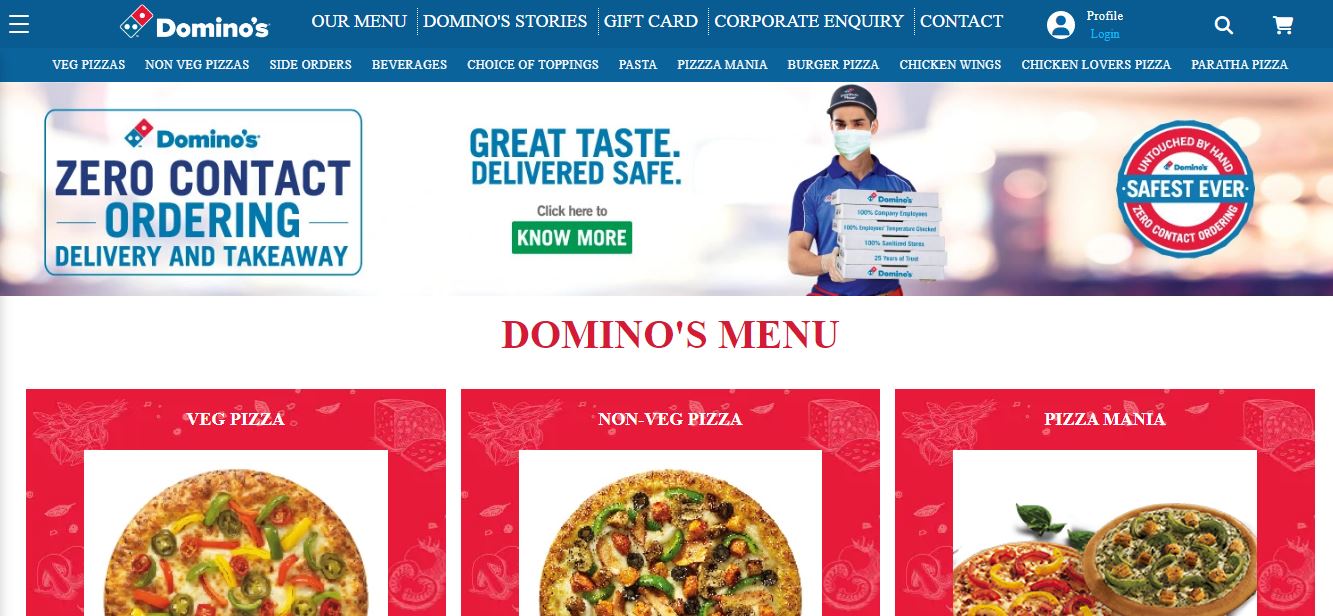 Domino's
OUR MENU
DOMINO'S STORIES
GIFT CARD
CORPORATE ENQUIRY
CONTACT
Profile
Login
VEG PIZZAS
NON VEG PIZZAS
SIDE ORDERS
BEVERAGES
CHOICE OF TOPPINGS
PASTA
PIZZZA MANIA
BURGER PIZZA
CHICKEN WINGS
CHICKEN LOVERS PIZZA
PARATHA PIZZA
Domino's
ZERO CONTACT
ORDERING
DELIVERY AND TAKEAWAY
GREAT TASTE.
DELIVERED SAFE.
Click here to
KNOW MORE
Domino's
100% Company Employees
100% Employees' Temperature Checked
100% Sanitized Stores
25 Years of Trust
Domino's
UNTOUCHED BY HAND
Domino's
SAFEST EVER
ZERO CONTACT ORDERING
DOMINO'S MENU
VEG PIZZA
NON-VEG PIZZA
PIZZA MANIA